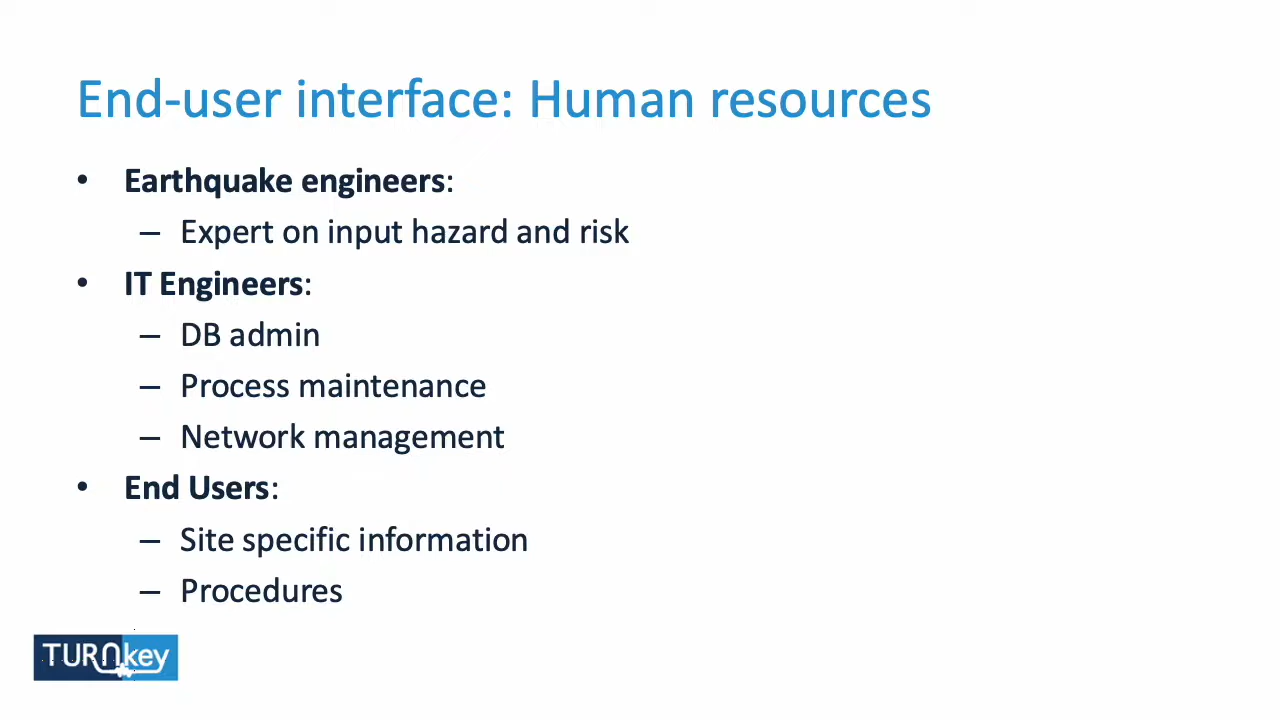 End-user interface: Human resources
• Earthquake engineers:
– Expert on input hazard and risk
• IT Engineers:
– DB admin
– Process maintenance
– Network management
• End Users:
– Site specific information
– Procedures
TURNkey